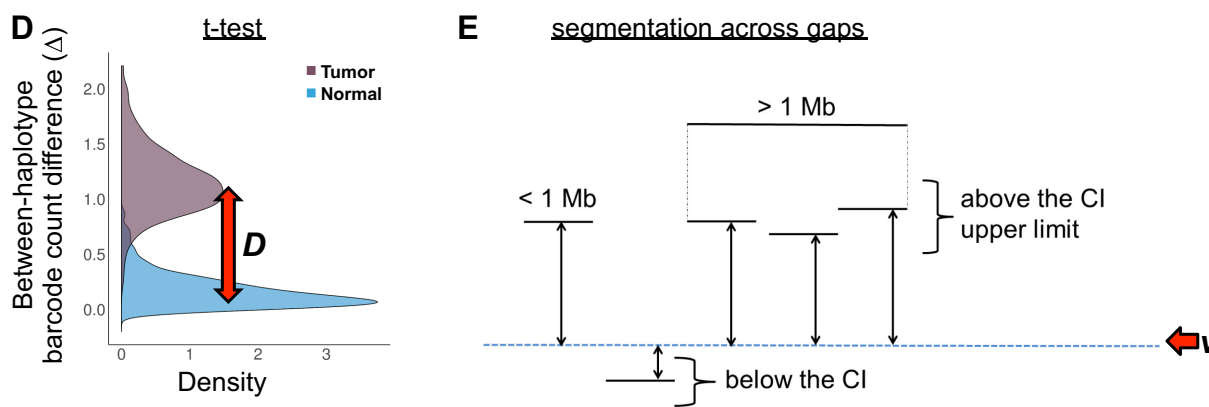 D
t-test
Between-haplotype
barcode count difference (Δ)
2.0
1.5
1.0
0.5
0.0
Tumor
Normal
D
0 1 2 3
Density
E
segmentation across gaps
> 1 Mb
< 1 Mb
above the CI
upper limit
below the CI